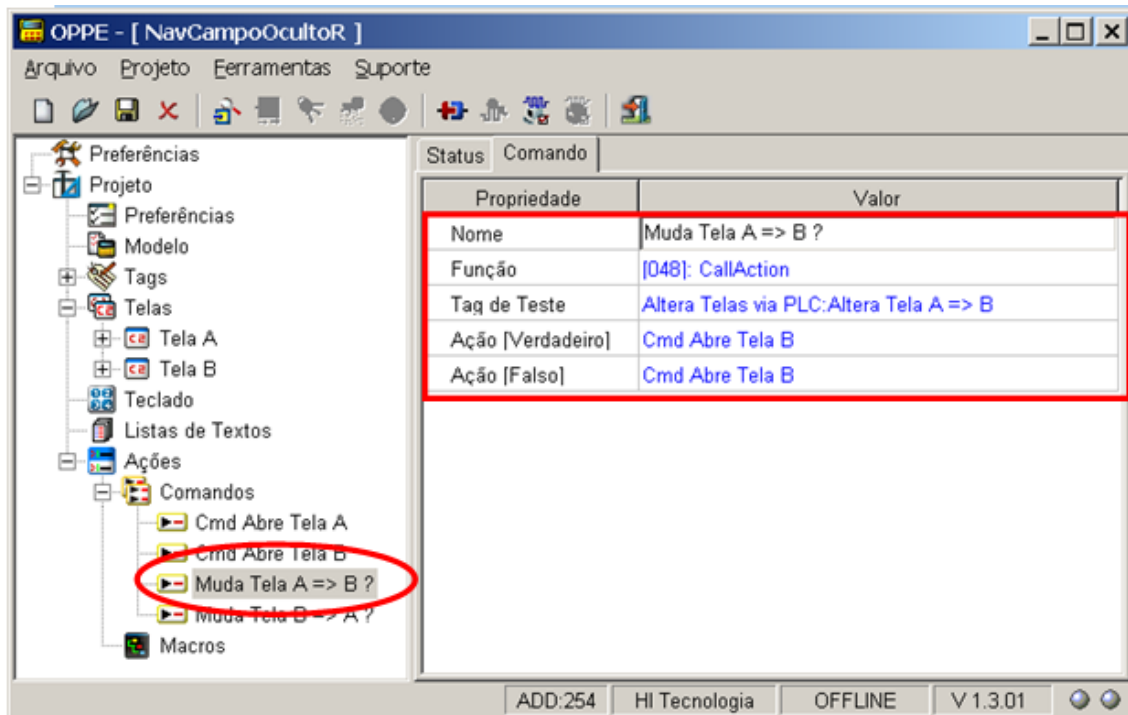 OPPE - [ NavCampoOcultoR ]
Arquivo Projeto Ferramentas Suporte
Preferências
Projeto
Preferências
Modelo
Tags
Telas
Tela A
Tela B
Teclado
Listas de Textos
Ações
Comandos
Cmd Abre Tela A
Cmd Abre Tela B
Muda Tela A => B ?
Muda Tela B => A ?
Macros
Status Comando
Propriedade Valor
Nome Muda Tela A => B ?
Função [048]: CallAction
Tag de Teste Altera Telas via PLC:Altera Tela A => B
Ação [Verdadeiro] Cmd Abre Tela B
Ação [Falso] Cmd Abre Tela B
ADD:254 HI Tecnologia OFFLINE V 1.3.01